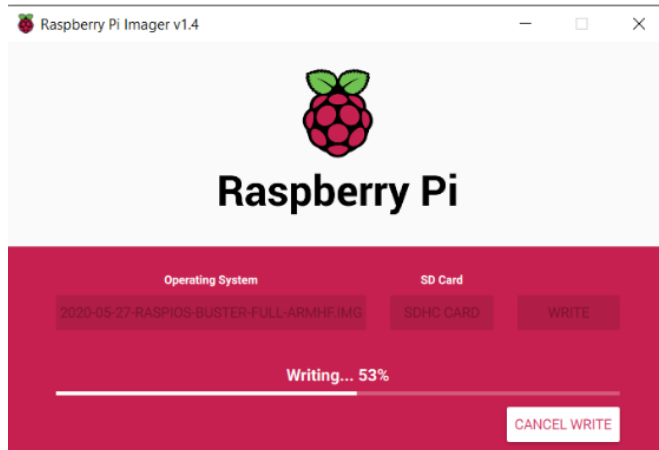 Raspberry Pi Imager v1.4
Raspberry Pi
Operating System
SD Card
2020-05-27-RASPIOS-BUSTER-FULL-ARMHF.IMG
SDHC CARD
WRITE
Writing... 53%
CANCEL WRITE